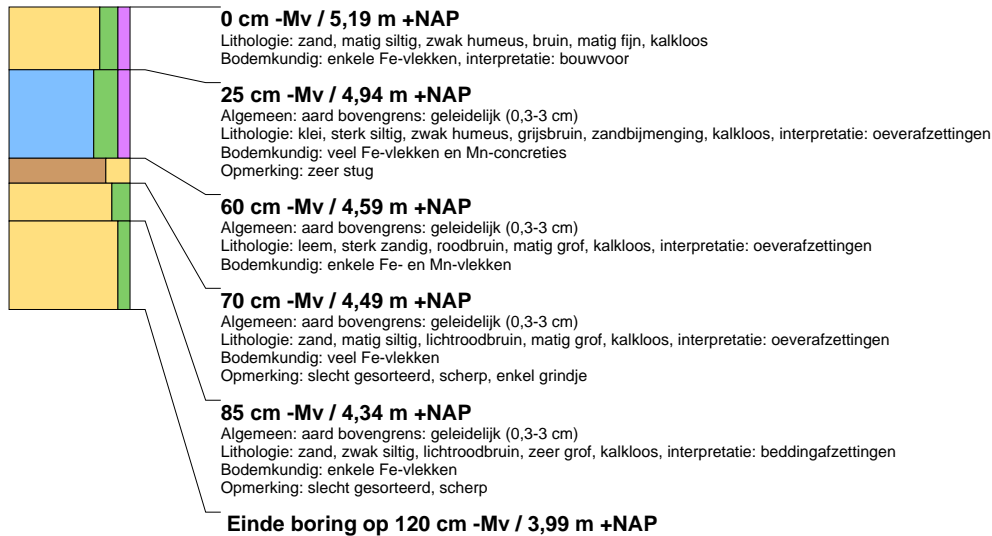 0 cm -Mv / 5,19 m +NAP
Lithologie: zand, matig siltig, zwak humeus, bruin, matig fijn, kalkloos
Bodemkundig: enkele Fe-vlekken, interpretatie: bouwvoor
25 cm -Mv / 4,94 m +NAP
Algemeen: aard bovengrens: geleidelijk (0,3-3 cm)
Lithologie: klei, sterk siltig, zwak humeus, grijsbruin, zandbijmenging, kalkloos, interpretatie: oeverafzettingen
Bodemkundig: veel Fe-vlekken en Mn-concreties
Opmerking: zeer stug
60 cm -Mv / 4,59 m +NAP
Algemeen: aard bovengrens: geleidelijk (0,3-3 cm)
Lithologie: leem, sterk zandig, roodbruin, matig grof, kalkloos, interpretatie: oeverafzettingen
Bodemkundig: enkele Fe- en Mn-vlekken
70 cm -Mv / 4,49 m +NAP
Algemeen: aard bovengrens: geleidelijk (0,3-3 cm)
Lithologie: zand, matig siltig, lichtroodbruin, matig grof, kalkloos, interpretatie: oeverafzettingen
Bodemkundig: veel Fe-vlekken
Opmerking: slecht gesorteerd, scherp, enkel grindje
85 cm -Mv / 4,34 m +NAP
Algemeen: aard bovengrens: geleidelijk (0,3-3 cm)
Lithologie: zand, zwak siltig, lichtroodbruin, zeer grof, kalkloos, interpretatie: beddingafzettingen
Bodemkundig: enkele Fe-vlekken
Opmerking: slecht gesorteerd, scherp
Einde boring op 120 cm -Mv / 3,99 m +NAP